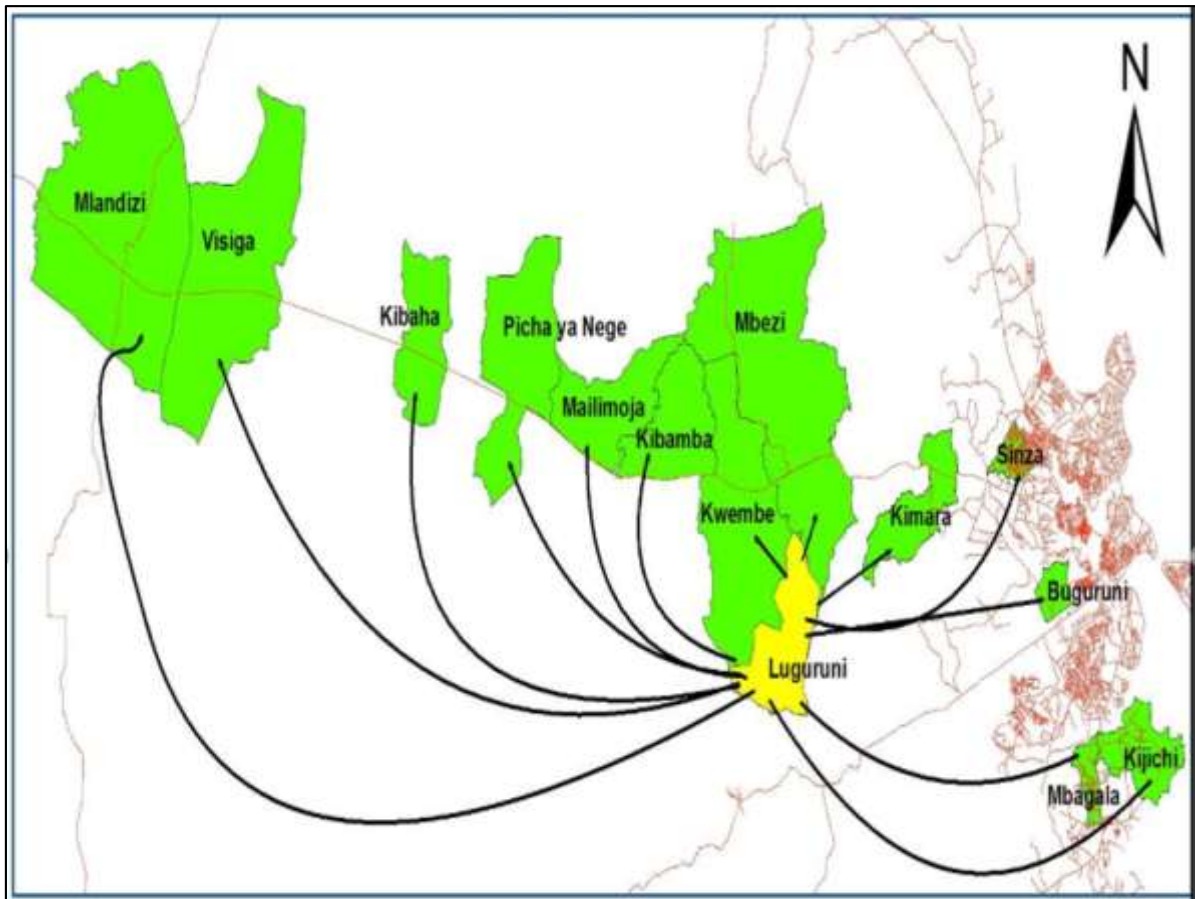 N
Mlandizi
Visiga
Kibaha
Picha ya Nege
Mbezi
Mailimoja
Kibamba
Sinza
Kwembe
Kimara
Buguruni
Luguruni
Kijichi
Mbagala